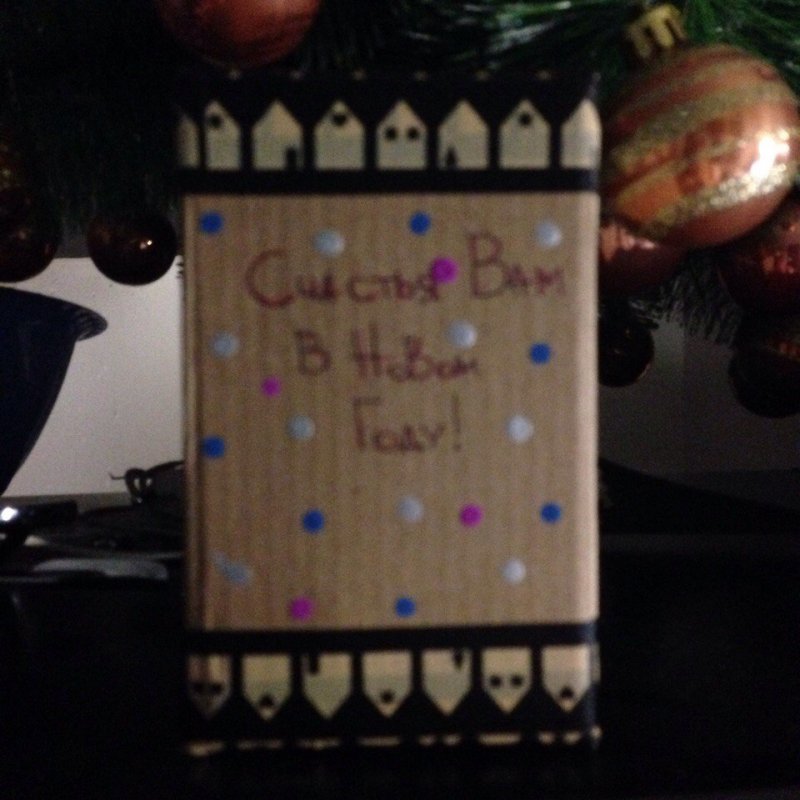 Счастья Вам
в Новом
Году!